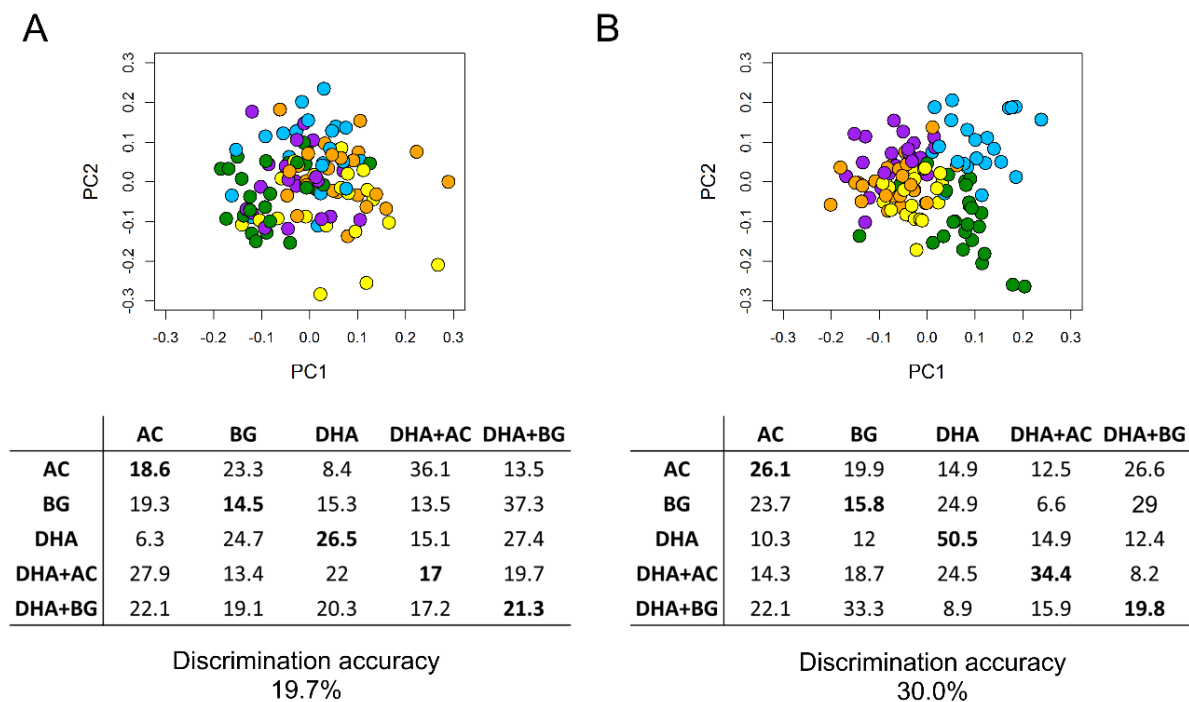 A
B
0.3
0.2
0.1
0.0
-0.1
-0.2
-0.3
PC2
-0.3 -0.2 -0.1 0.0 0.1 0.2 0.3
PC1
0.3
0.2
0.1
0.0
-0.1
-0.2
-0.3
PC2
-0.3 -0.2 -0.1 0.0 0.1 0.2 0.3
PC1
AC BG DHA DHA+AC DHA+BG
AC 18.6 23.3 8.4 36.1 13.5
BG 19.3 14.5 15.3 13.5 37.3
DHA 6.3 24.7 26.5 15.1 27.4
DHA+AC 27.9 13.4 22 17 19.7
DHA+BG 22.1 19.1 20.3 17.2 21.3
Discrimination accuracy
19.7%
AC BG DHA DHA+AC DHA+BG
AC 26.1 19.9 14.9 12.5 26.6
BG 23.7 15.8 24.9 6.6 29
DHA 10.3 12 50.5 14.9 12.4
DHA+AC 14.3 18.7 24.5 34.4 8.2
DHA+BG 22.1 33.3 8.9 15.9 19.8
Discrimination accuracy
30.0%